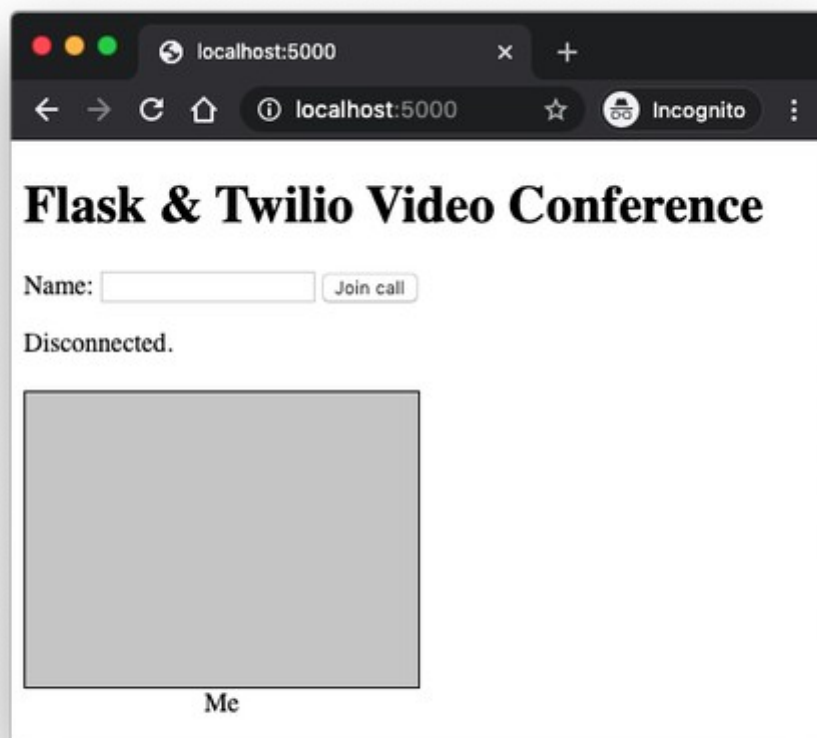 localhost:5000
localhost:5000 Incognito
Flask & Twilio Video Conference
Name: Join call
Disconnected.
Me